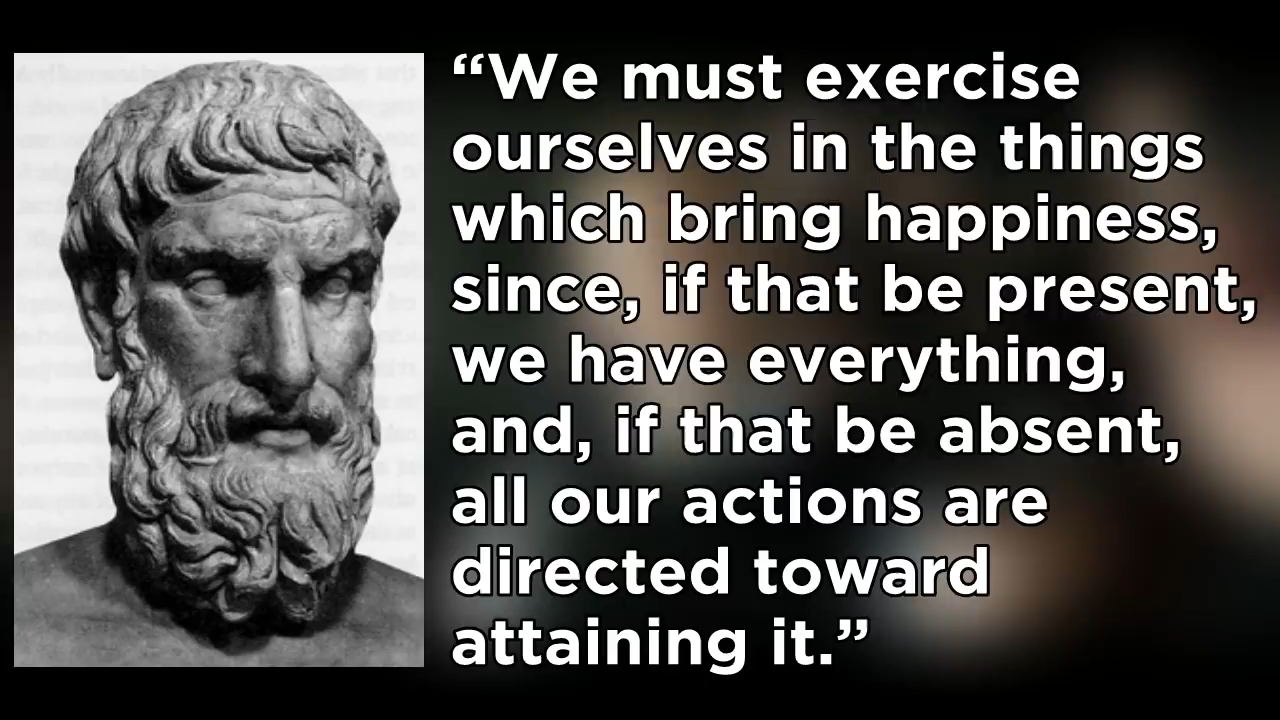 “We must exercise
ourselves in the things
which bring happiness,
since, if that be present,
we have everything,
and, if that be absent,
all our actions are
directed toward
attaining it.”